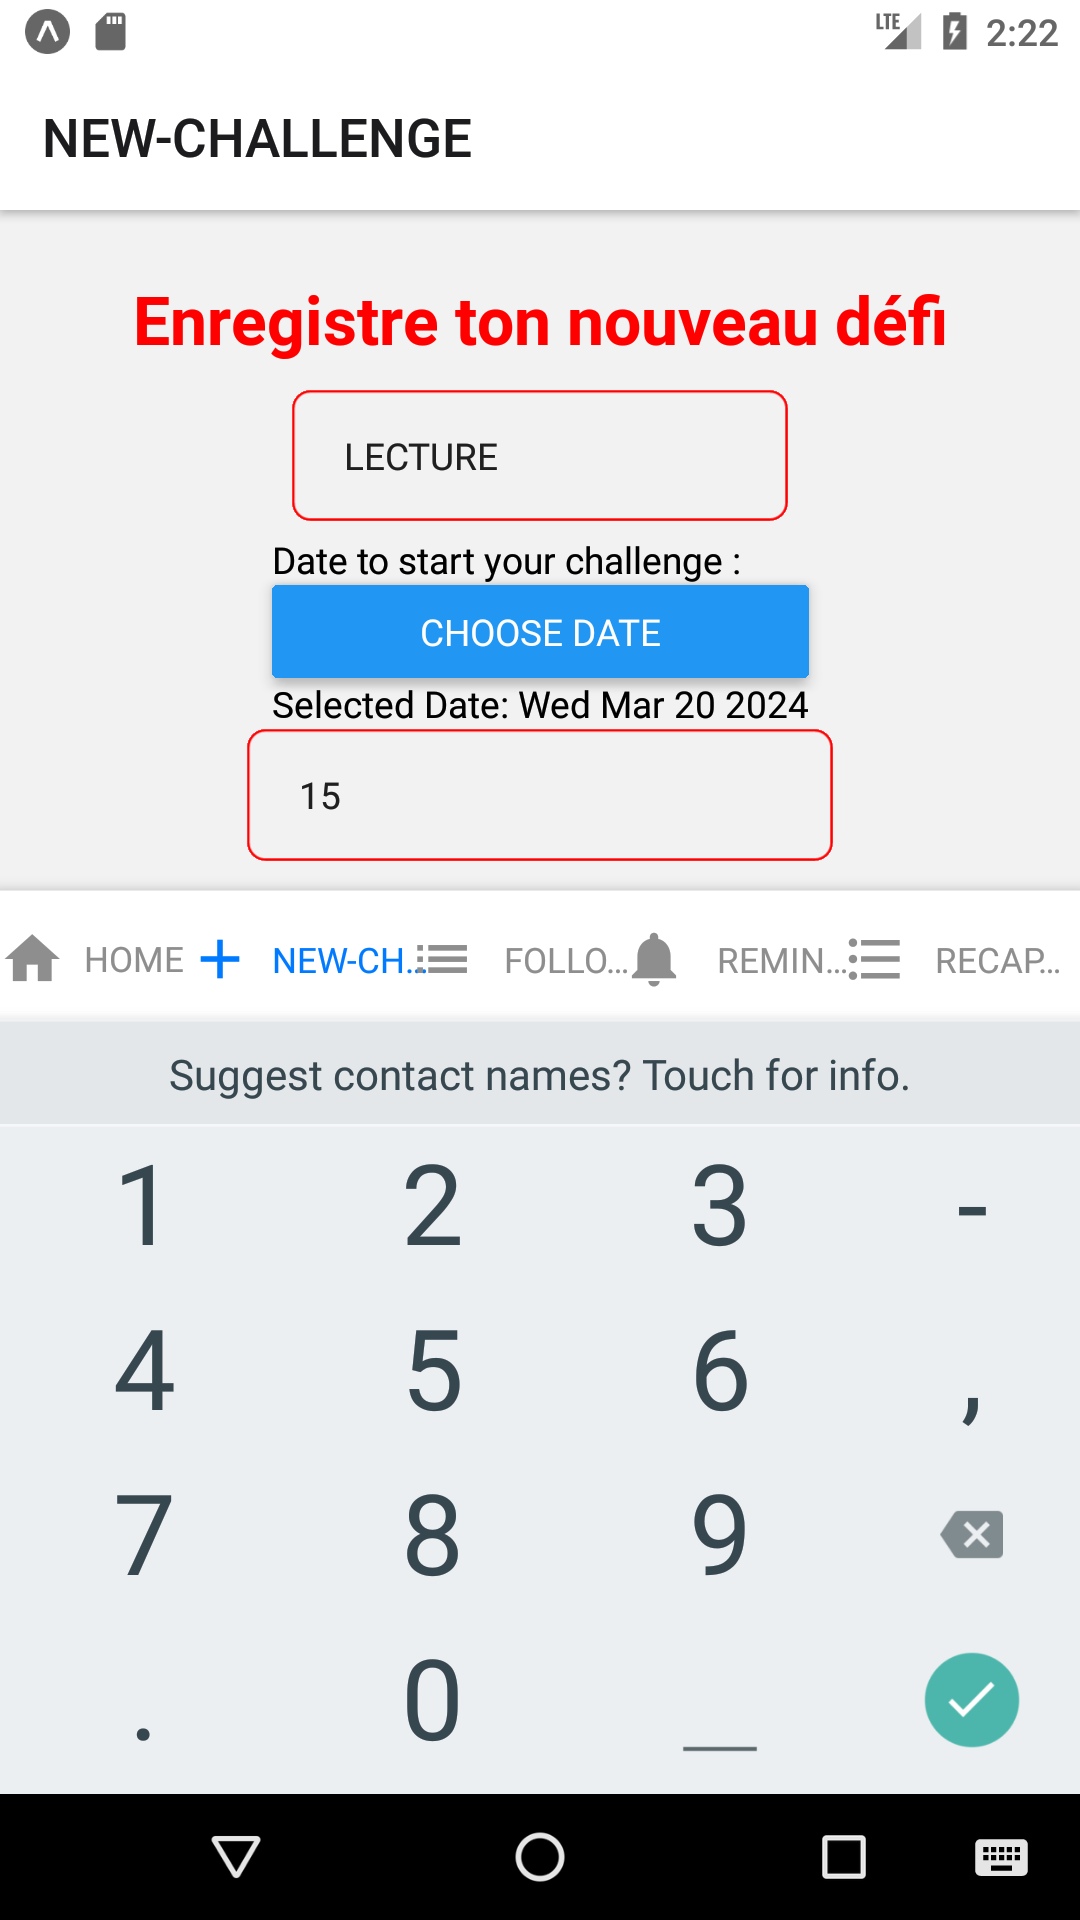 LTE 2:22
NEW-CHALLENGE
Enregistre ton nouveau défi
LECTURE
Date to start your challenge :
CHOOSE DATE
Selected Date: Wed Mar 20 2024
15
HOME NEW-CH... FOLLO... REMIN... RECAP...
Suggest contact names? Touch for info.
1 2 3 -
4 5 6 ,
7 8 9
. 0 _